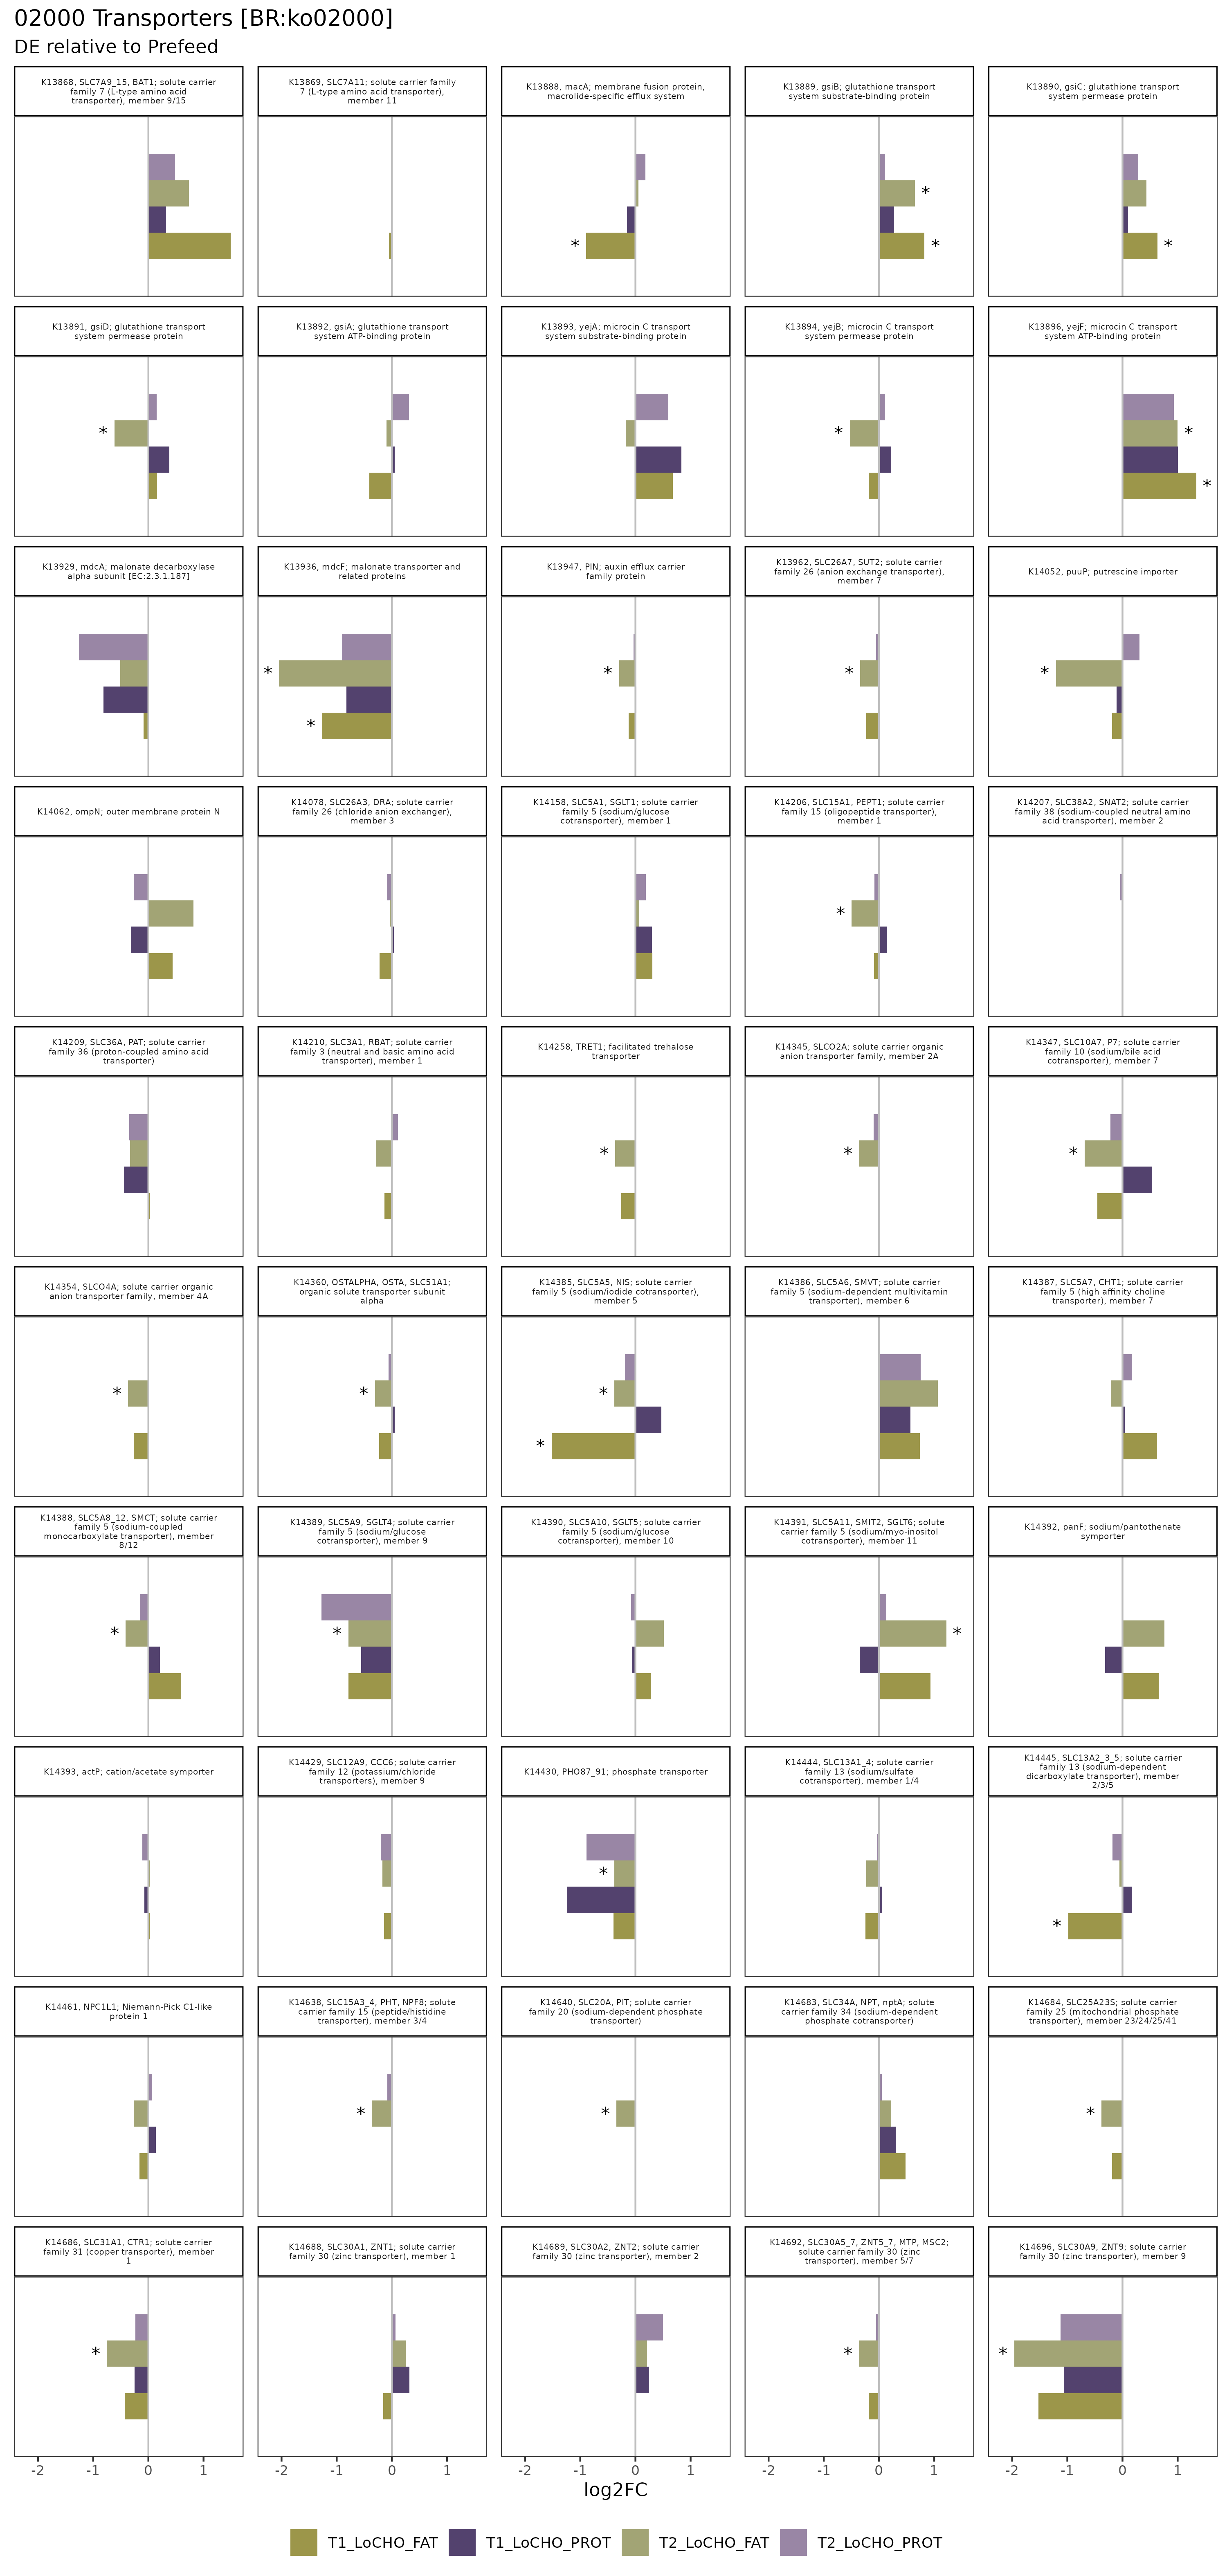 02000 Transporters [BR:ko02000]
DE relative to Prefeed
K13868, SLC7A9_15, BAT1; solute carrier
family 7 (L-type amino acid
transporter), member 9/15
K13869, SLC7A11; solute carrier family
7 (L-type amino acid transporter),
member 11
K13888, macA; membrane fusion protein,
macrolide-specific efflux system
K13889, gsiB; glutathione transport
system substrate-binding protein
K13890, gsiC; glutathione transport
system permease protein
*
*
*
*
K13891, gsiD; glutathione transport
system permease protein
K13892, gsiA; glutathione transport
system ATP-binding protein
K13893, yejA; microcin C transport
system substrate-binding protein
K13894, yejB; microcin C transport
system permease protein
K13896, yejF; microcin C transport
system ATP-binding protein
*
*
*
*
K13929, mdcA; malonate decarboxylase
alpha subunit [EC:2.3.1.187]
K13936, mdcF; malonate transporter and
related proteins
K13947, PIN; auxin efflux carrier
family protein
K13962, SLC26A7, SUT2; solute carrier
family 26 (anion exchange transporter),
member 7
K14052, puuP; putrescine importer
*
*
*
*
*
K14062, ompN; outer membrane protein N
K14078, SLC26A3, DRA; solute carrier
family 26 (chloride anion exchanger),
member 3
K14158, SLC5A1, SGLT1; solute carrier
family 5 (sodium/glucose
cotransporter), member 1
K14206, SLC15A1, PEPT1; solute carrier
family 15 (oligopeptide transporter),
member 1
K14207, SLC38A2, SNAT2; solute carrier
family 38 (sodium-coupled neutral amino
acid transporter), member 2
*
K14209, SLC36A, PAT; solute carrier
family 36 (proton-coupled amino acid
transporter)
K14210, SLC3A1, RBAT; solute carrier
family 3 (neutral and basic amino acid
transporter), member 1
K14258, TRET1; facilitated trehalose
transporter
K14345, SLCO2A; solute carrier organic
anion transporter family, member 2A
K14347, SLC10A7, P7; solute carrier
family 10 (sodium/bile acid
cotransporter), member 7
*
*
*
K14354, SLCO4A; solute carrier organic
anion transporter family, member 4A
K14360, OSTALPHA, OSTA, SLC51A1;
organic solute transporter subunit
alpha
K14385, SLC5A5, NIS; solute carrier
family 5 (sodium/iodide cotransporter),
member 5
K14386, SLC5A6, SMVT; solute carrier
family 5 (sodium-dependent multivitamin
transporter), member 6
K14387, SLC5A7, CHT1; solute carrier
family 5 (high affinity choline
transporter), member 7
*
*
*
*
K14388, SLC5A8_12, SMCT; solute carrier
family 5 (sodium-coupled
monocarboxylate transporter), member
8/12
K14389, SLC5A9, SGLT4; solute carrier
family 5 (sodium/glucose
cotransporter), member 9
K14390, SLC5A10, SGLT5; solute carrier
family 5 (sodium/glucose
cotransporter), member 10
K14391, SLC5A11, SMIT2, SGLT6; solute
carrier family 5 (sodium/myo-inositol
cotransporter), member 11
K14392, panF; sodium/pantothenate
symporter
*
*
*
K14393, actP; cation/acetate symporter
K14429, SLC12A9, CCC6; solute carrier
family 12 (potassium/chloride
transporters), member 9
K14430, PHO87_91; phosphate transporter
K14444, SLC13A1_4; solute carrier
family 13 (sodium/sulfate
cotransporter), member 1/4
K14445, SLC13A2_3_5; solute carrier
family 13 (sodium-dependent
dicarboxylate transporter), member
2/3/5
*
*
K14461, NPC1L1; Niemann-Pick C1-like
protein 1
K14638, SLC15A3_4, PHT, NPF8; solute
carrier family 15 (peptide/histidine
transporter), member 3/4
K14640, SLC20A, PIT; solute carrier
family 20 (sodium-dependent phosphate
transporter)
K14683, SLC34A, NPT, nptA; solute
carrier family 34 (sodium-dependent
phosphate cotransporter)
K14684, SLC25A23S; solute carrier
family 25 (mitochondrial phosphate
transporter), member 23/24/25/41
*
*
*
K14686, SLC31A1, CTR1; solute carrier
family 31 (copper transporter), member
1
K14688, SLC30A1, ZNT1; solute carrier
family 30 (zinc transporter), member 1
K14689, SLC30A2, ZNT2; solute carrier
family 30 (zinc transporter), member 2
K14692, SLC30A5_7, ZNT5_7, MTP, MSC2;
solute carrier family 30 (zinc
transporter), member 5/7
K14696, SLC30A9, ZNT9; solute carrier
family 30 (zinc transporter), member 9
*
*
*
-2 -1 0 1 -2 -1 0 1 -2 -1 0 1 -2 -1 0 1 -2 -1 0 1
log2FC
T1_LoCHO_FAT T1_LoCHO_PROT T2_LoCHO_FAT T2_LoCHO_PROT